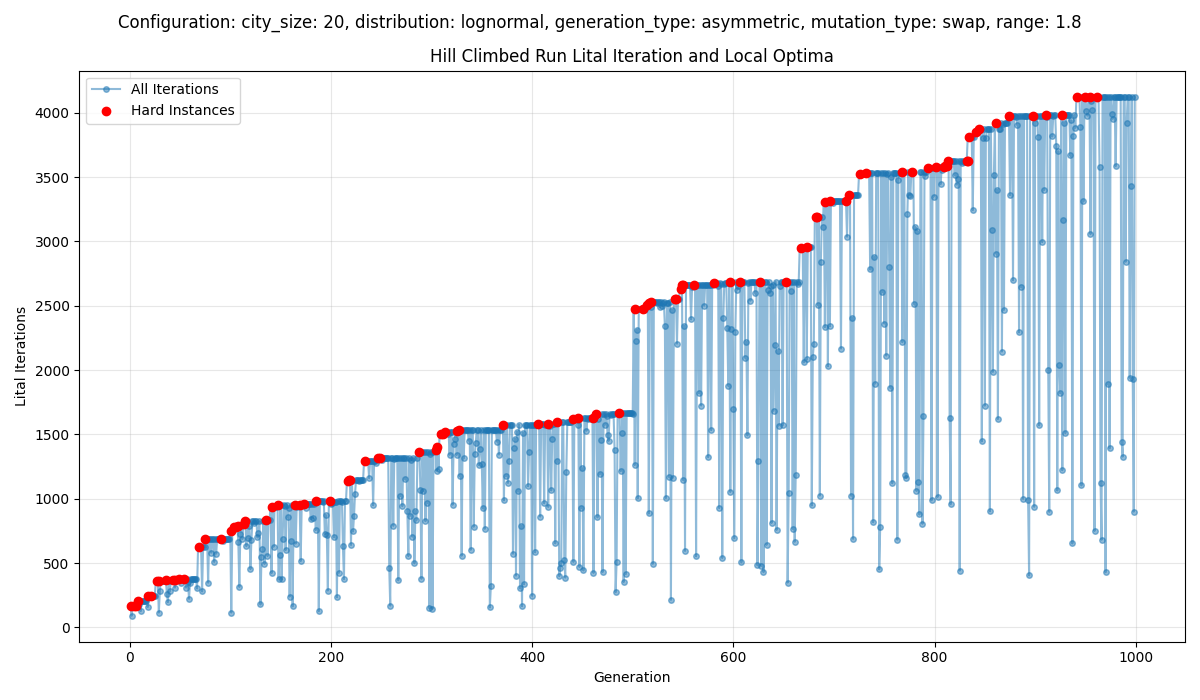 Configuration: city_size: 20, distribution: lognormal, generation_type: asymmetric, mutation_type: swap, range: 1.8
Hill Climbed Run Lital Iteration and Local Optima
All Iterations
Hard Instances
Lital Iterations
4000
3500
3000
2500
2000
1500
1000
500
0
0
200
400
600
800
1000
Generation